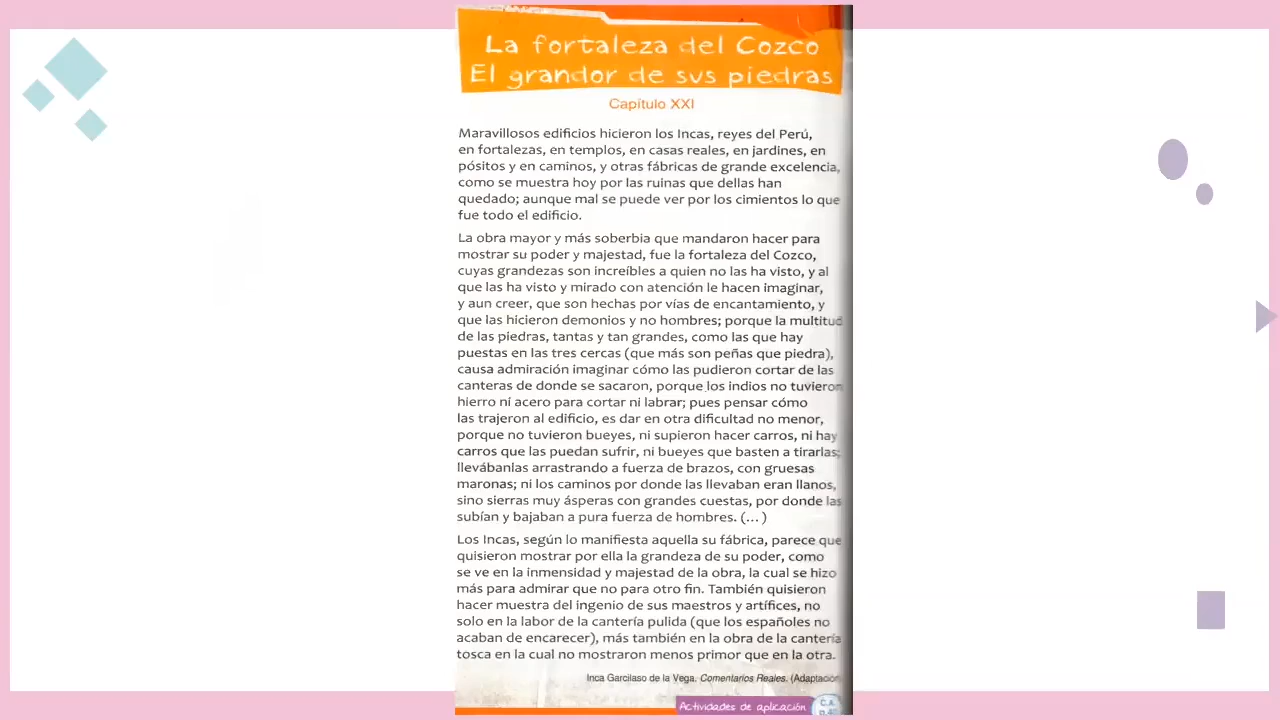 La fortaleza del Cozco
El grandor de sus piedras
Capítulo XXI
Maravillosos edificios hicieron los Incas, reyes del Perú,
en fortalezas, en templos, en casas reales, en jardines, en
pósitos y en caminos, y otras fábricas de grande excelencia,
como se muestra hoy por las ruinas que dellas han
quedado; aunque mal se puede ver por los cimientos lo que
fue todo el edificio.
La obra mayor y más soberbia que mandaron hacer para
mostrar su poder y majestad, fue la fortaleza del Cozco,
cuyas grandezas son increíbles a quien no las ha visto, y al
que las ha visto y mirado con atención le hacen imaginar,
y aun creer, que son hechas por vías de encantamiento, y
que las hicieron demonios y no hombres; porque la multitud
de las piedras, tantas y tan grandes, como las que hay
puestas en las tres cercas (que más son peñas que piedra),
causa admiración imaginar cómo las pudieron cortar de las
canteras de donde se sacaron, porque los indios no tuvieron
hierro ni acero para cortar ni labrar; pues pensar cómo
las trajeron al edificio, es dar en otra dificultad no menor,
porque no tuvieron bueyes, ni supieron hacer carros, ni hay
carros que las puedan sufrir, ni bueyes que basten a tirarlas;
llevábanlas arrastrando a fuerza de brazos, con gruesas
maronas; ni los caminos por donde las llevaban eran llanos,
sino sierras muy ásperas con grandes cuestas, por donde las
subían y bajaban a pura fuerza de hombres. (...)
Los Incas, según lo manifiesta aquella su fábrica, parece que
quisieron mostrar por ella la grandeza de su poder, como
se ve en la inmensidad y majestad de la obra, la cual se hizo
más para admirar que no para otro fin. También quisieron
hacer muestra del ingenio de sus maestros y artífices, no
solo en la labor de la cantería pulida (que los españoles no
acaban de encarecer), más también en la obra de la cantería
tosca en la cual no mostraron menos primor que en la otra.
Inca Garcilaso de la Vega. Comentarios Reales. (Adaptación
Actividades de aplicación